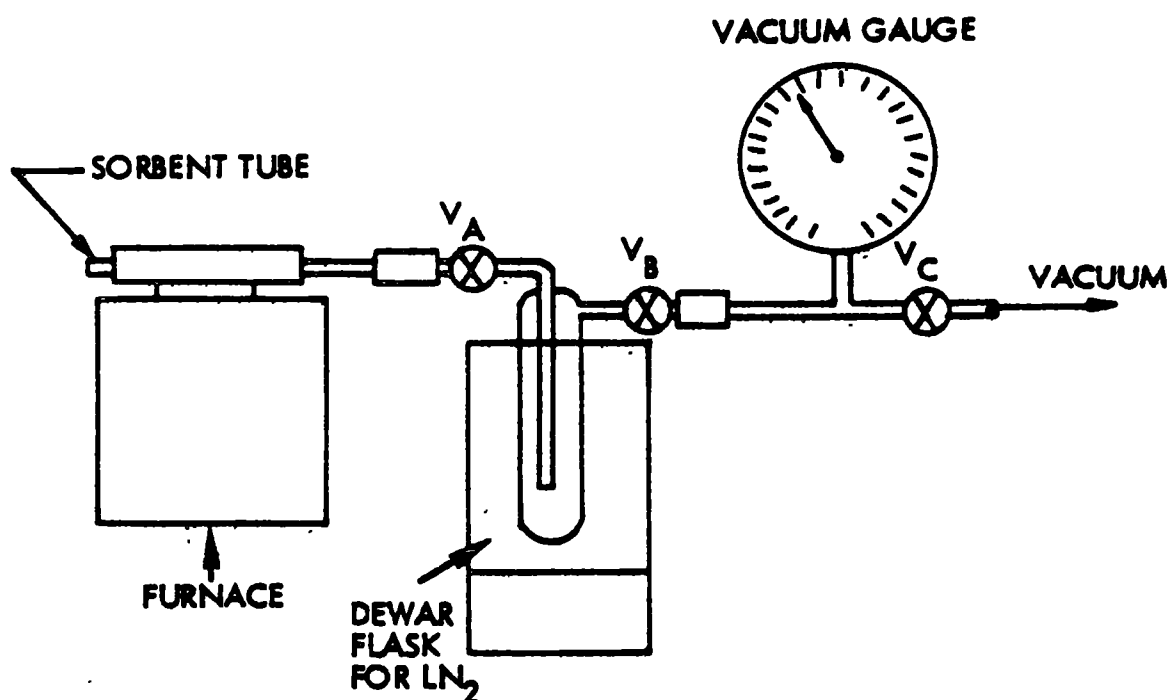 VACUUM GAUGE
SORBENT TUBE
V_A
V_B
V_C
VACUUM
FURNACE
DEWAR
FLASK
FOR LN₂